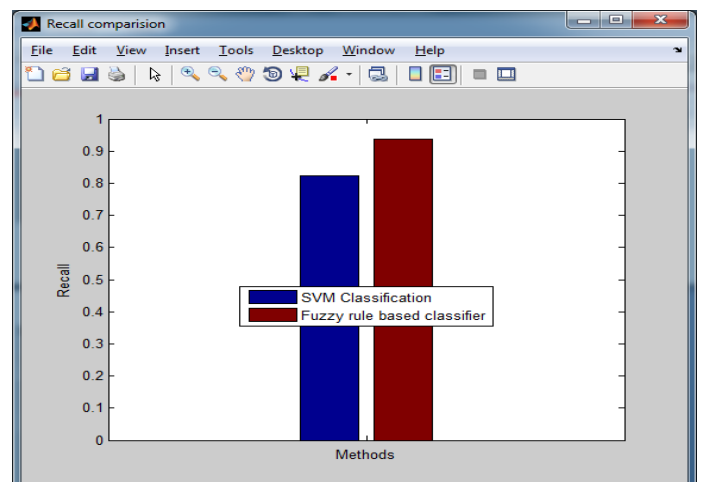 Recall comparision
File Edit View Insert Tools Desktop Window Help
1
0.9
0.8
0.7
0.6
0.5
0.4
0.3
0.2
0.1
0
Recall
SVM Classification
Fuzzy rule based classifier
Methods